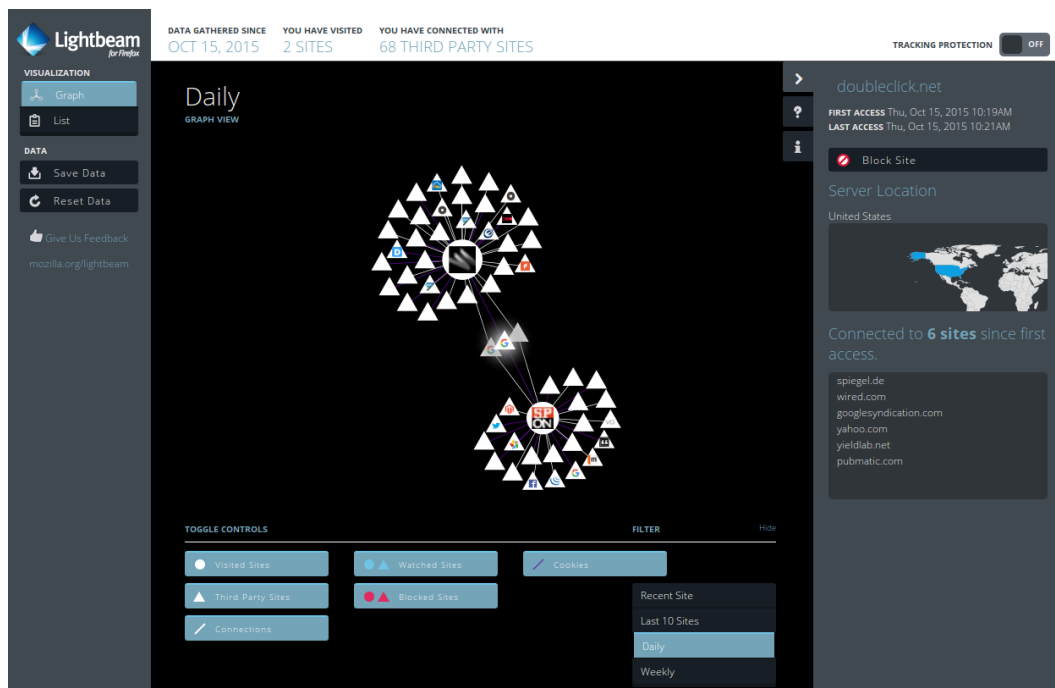 Lightbeam
for Firefox
DATA GATHERED SINCE
OCT 15, 2015
YOU HAVE VISITED
2 SITES
YOU HAVE CONNECTED WITH
68 THIRD PARTY SITES
TRACKING PROTECTION
OFF
VISUALIZATION
Graph
List
DATA
Save Data
Reset Data
Give Us Feedback
mozilla.org/lightbeam
Daily
GRAPH VIEW
SP
ON
TOGGLE CONTROLS
Visited Sites
Watched Sites
Cookies
Third Party Sites
Blocked Sites
Connections
FILTER
Hide
Recent Site
Last 10 Sites
Daily
Weekly
doubleclick.net
FIRST ACCESS Thu, Oct 15, 2015 10:19AM
LAST ACCESS Thu, Oct 15, 2015 10:21AM
Block Site
Server Location
United States
Connected to 6 sites since first
access.
spiegel.de
wired.com
googlesyndication.com
yahoo.com
yieldlab.net
pubmatic.com